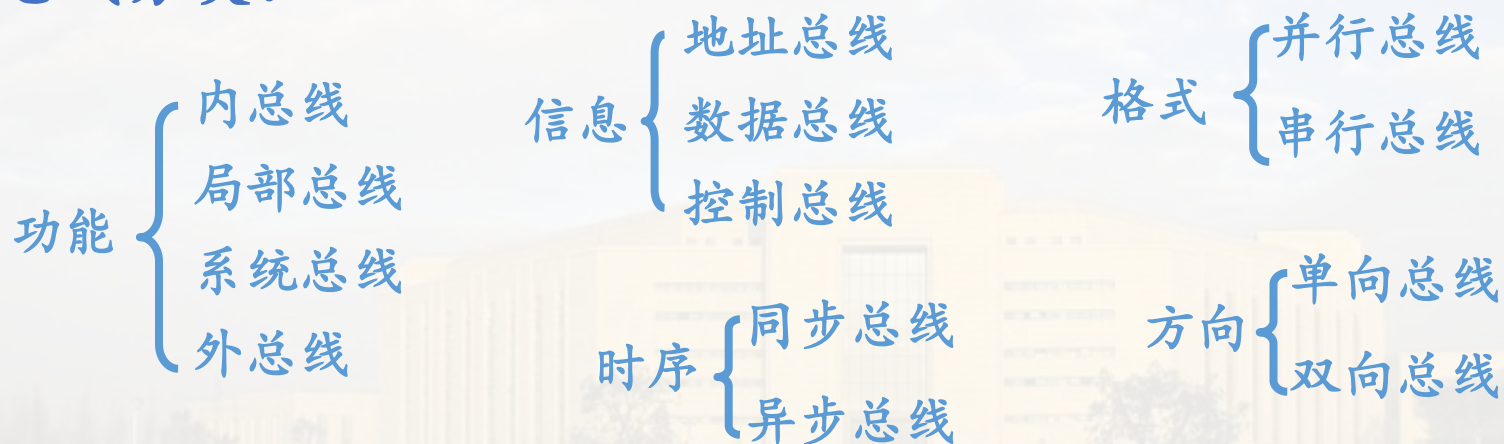 功能
内总线
局部总线
系统总线
外总线
信息
地址总线
数据总线
控制总线
时序
同步总线
异步总线
格式
并行总线
串行总线
方向
单向总线
双向总线